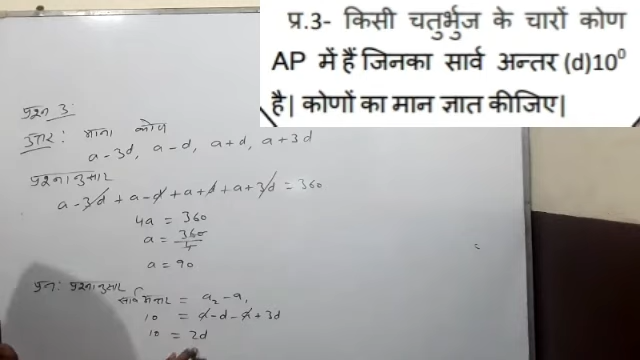 प्र.3- किसी चतुर्भुज के चारों कोण
AP में हैं जिनका सार्व अन्तर (d)10⁰
है| कोणों का मान ज्ञात कीजिए|
प्रश्न 3:
उत्तर: माना कोण
a-3d, a-d, a+d, a+3d
प्रश्नानुसार
a-3d + a-d + a+d + a+3d = 360
4a = 360
a = 360/4
a = 90
पुनः प्रश्नानुसार
सार्व अन्तर = a₂-a₁
10 = a-d-a+3d
10 = 2d